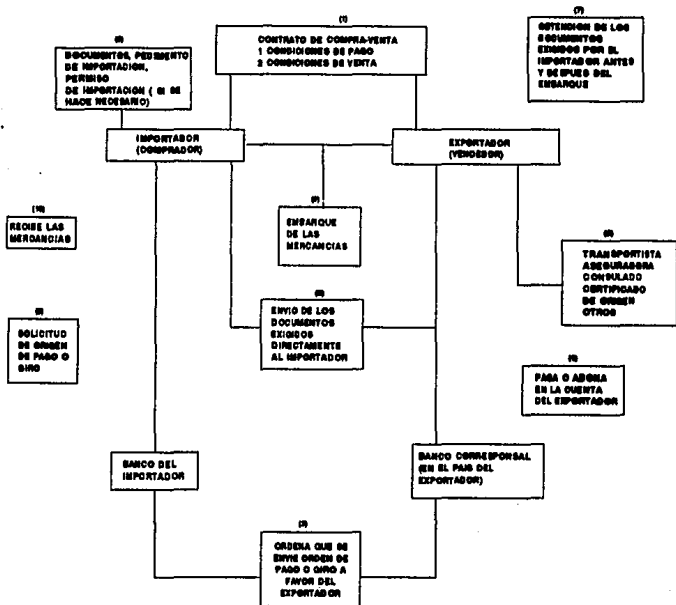 (1)
CONTRATO DE COMPRA-VENTA
1 CONDICIONES DE PAGO
2 CONDICIONES DE VENTA
(7)
OBTENCION DE LOS
DOCUMENTOS
EXIGIDOS POR EL
IMPORTADOR ANTES
Y DESPUES DEL
EMBARQUE
DOCUMENTOS, PEDIMENTO
DE IMPORTACION,
PERMISO
DE IMPORTACION ( SI SE
HACE NECESARIO)
IMPORTADOR
(COMPRADOR)
EXPORTADOR
(VENDEDOR)
(10)
RECIBE LAS
MERCANCIAS
EMBARQUE
DE LAS
MERCANCIAS
TRANSPORTISTA
ASEGURADORA
CONSULADO
CERTIFICADO
DE ORIGEN
OTROS
ENVIO DE LOS
DOCUMENTOS
EXIGIDOS
DIRECTAMENTE
AL IMPORTADOR
SOLICITUD
DE ORIGEN
DE PAGO O
GIRO
PAGA O ABONA
EN LA CUENTA
DEL EXPORTADOR
BANCO DEL
IMPORTADOR
BANCO CORRESPONSAL
(EN EL PAIS DEL
EXPORTADOR)
(3)
ORDENA QUE SE
ENVIE ORDEN DE
PAGO O GIRO A
FAVOR DEL
EXPORTADOR